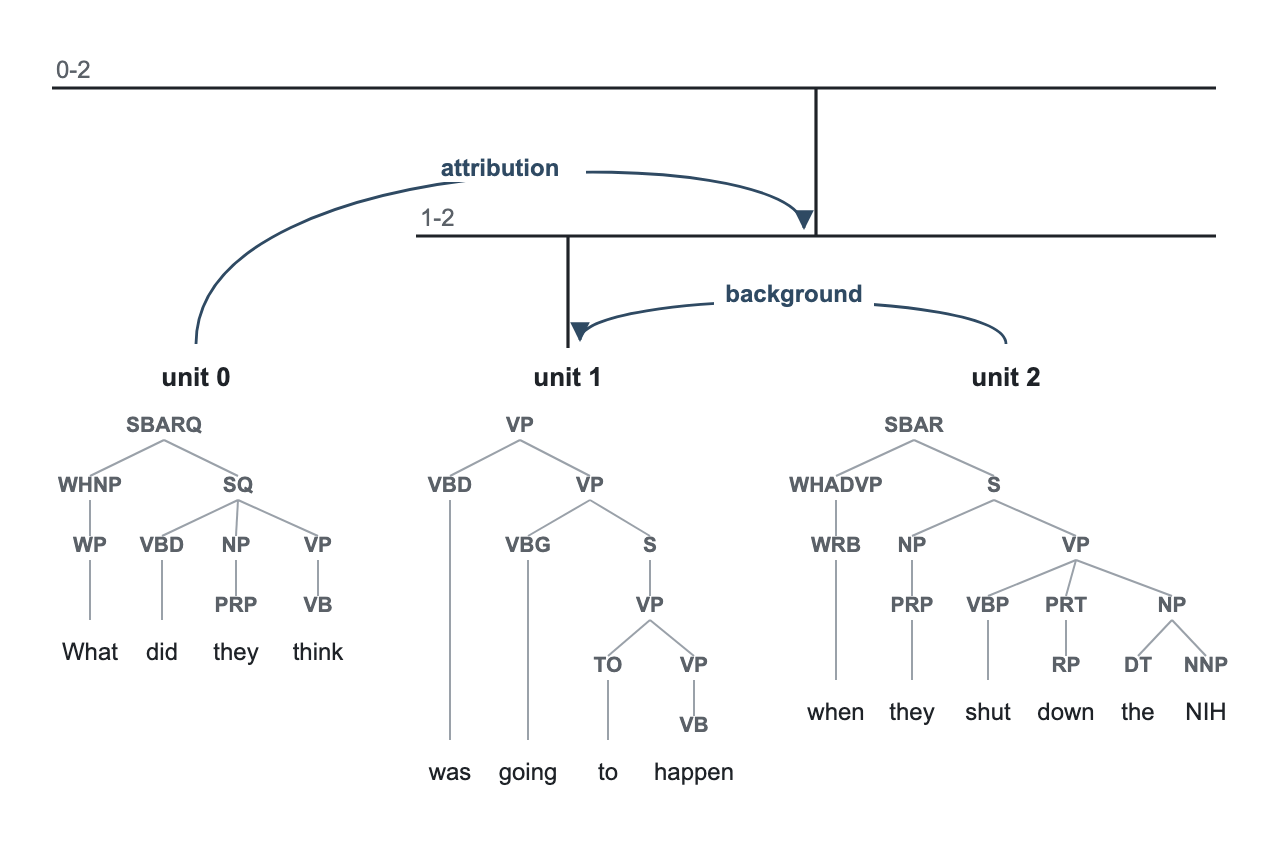 0-2
attribution
1-2
background
unit 0 unit 1 unit 2
SBARQ VP SBAR
WHNP SQ VBD VP WHADVP S
WP VBD NP VP VBG S WRB NP VP
PRP VB VP PRP VBP PRT NP
What did they think
TO VP RP DT NNP
when they shut down the NIH
VB
was going to happen